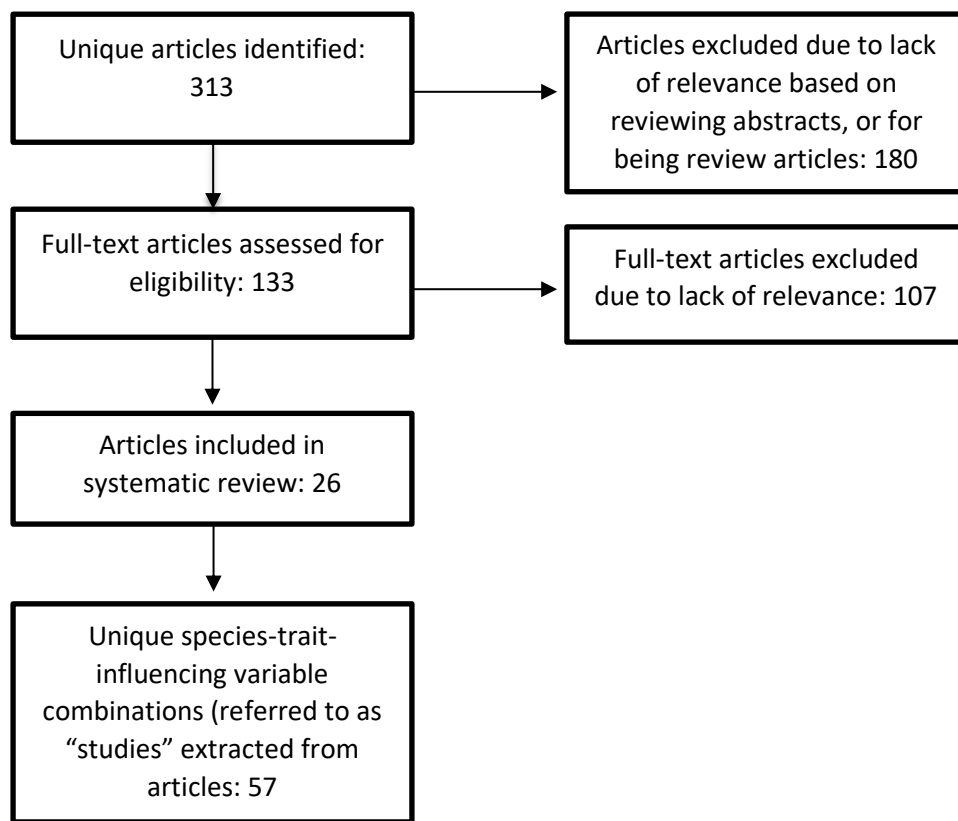 Unique articles identified:
313
Articles excluded due to lack
of relevance based on
reviewing abstracts, or for
being review articles: 180
Full-text articles assessed for
eligibility: 133
Full-text articles excluded
due to lack of relevance: 107
Articles included in
systematic review: 26
Unique species-trait-
influencing variable
combinations (referred to as
“studies” extracted from
articles: 57